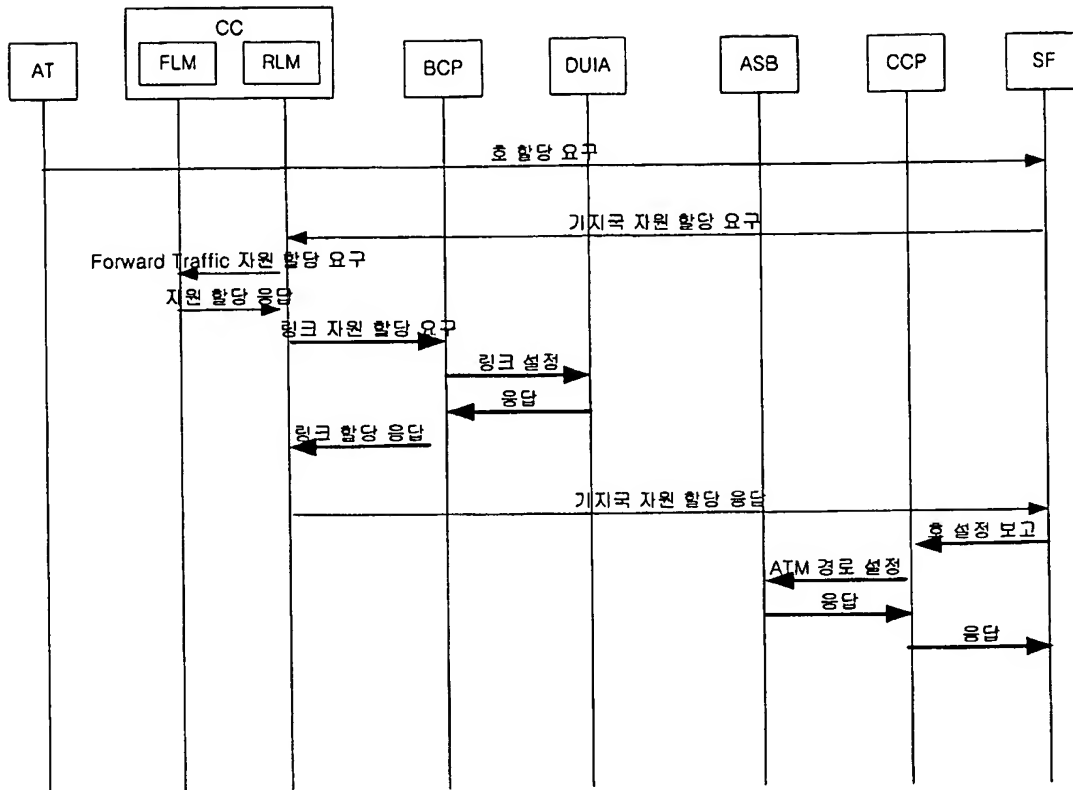 CC
AT
FLM
RLM
BCP
DUIA
ASB
CCP
SF
호 할당 요구
기지국 자원 할당 요구
Forward Traffic 자원 할당 요구
자원 할당 응답
링크 자원 할당 요구
링크 설정
응답
링크 할당 응답
기지국 자원 할당 응답
호 설정 보고
ATM 경로 설정
응답
응답